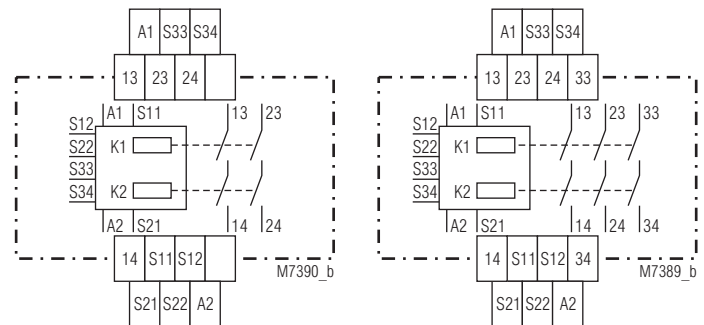 A1 S33 S34
13 23 24
A1 S11 13 23
S12
S22 K1
S33
S34 K2
A2 S21 14 24
14 S11 S12
M7390_b
S21 S22 A2
A1 S33 S34
13 23 24 33
A1 S11 13 23 33
S12
S22 K1
S33
S34 K2
A2 S21 14 24 34
14 S11 S12 34
M7389_b
S21 S22 A2